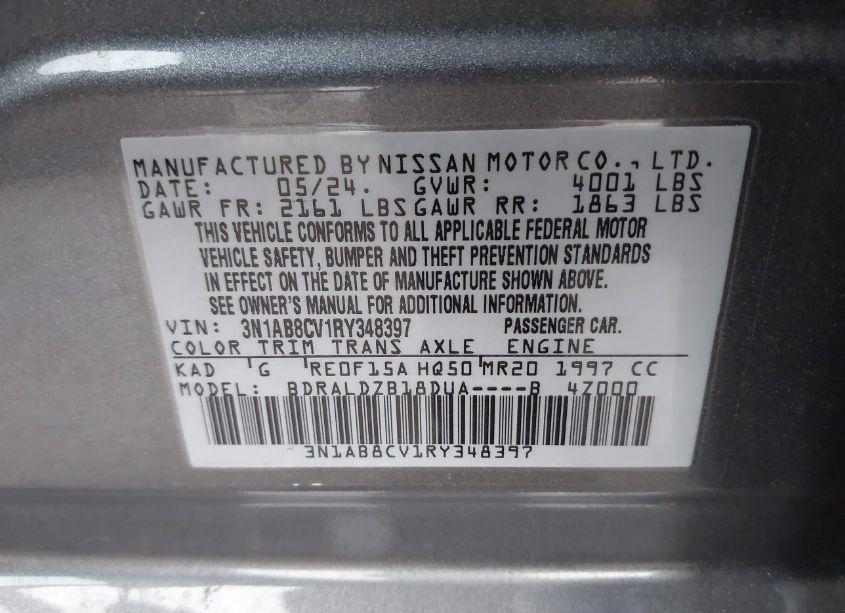 MANUFACTURED BY NISSAN MOTOR CO., LTD.
DATE: 05/24. GVWR: 4001 LBS
GAWR FR: 2161 LBS GAWR RR: 1863 LBS
THIS VEHICLE CONFORMS TO ALL APPLICABLE FEDERAL MOTOR
VEHICLE SAFETY, BUMPER AND THEFT PREVENTION STANDARDS
IN EFFECT ON THE DATE OF MANUFACTURE SHOWN ABOVE.
SEE OWNER'S MANUAL FOR ADDITIONAL INFORMATION.
VIN: 3N1AB8CV1RY348397 PASSENGER CAR.
COLOR TRIM TRANS AXLE ENGINE
KAD G RE0F15A HQ50 MR20 1997 CC
MODEL: BDRALDZB18DUA----B 4Z000
3N1AB8CV1RY348397